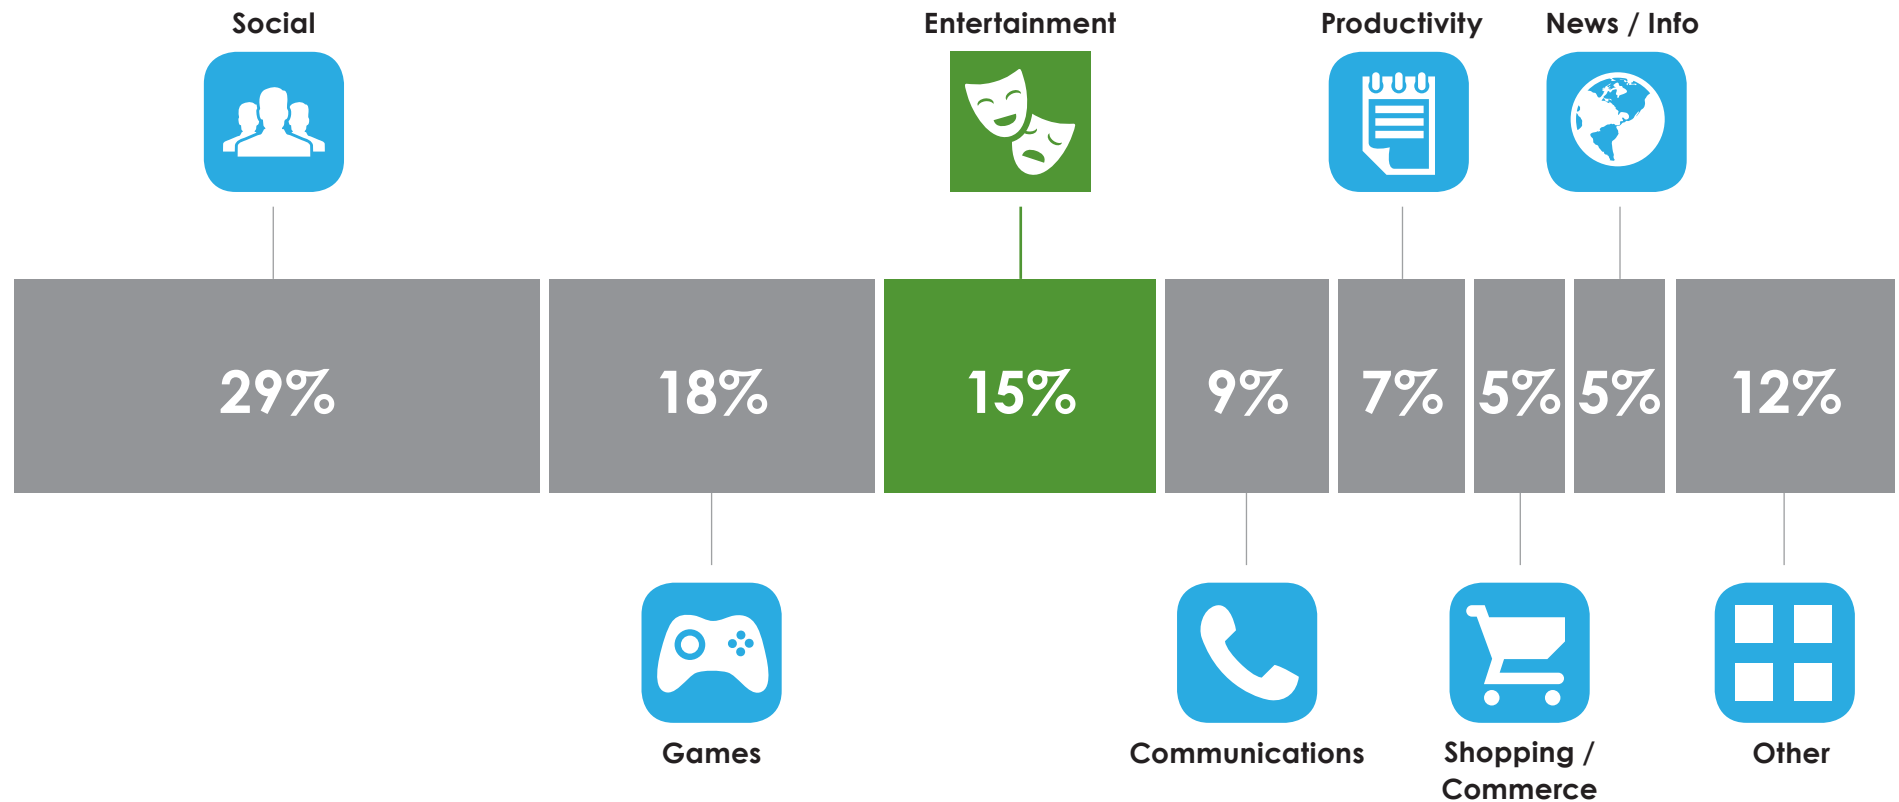 Social
Entertainment
Productivity
News / Info
29%
18%
15%
9%
7%
5%
5%
12%
Games
Communications
Shopping /
Commerce
Other